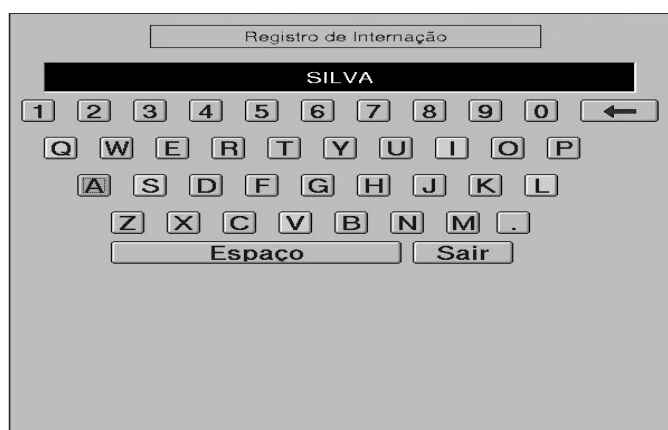 Registro de Internação
SILVA
1 2 3 4 5 6 7 8 9 0 ←
Q W E R T Y U I O P
A S D F G H J K L
Z X C V B N M .
Espaço Sair